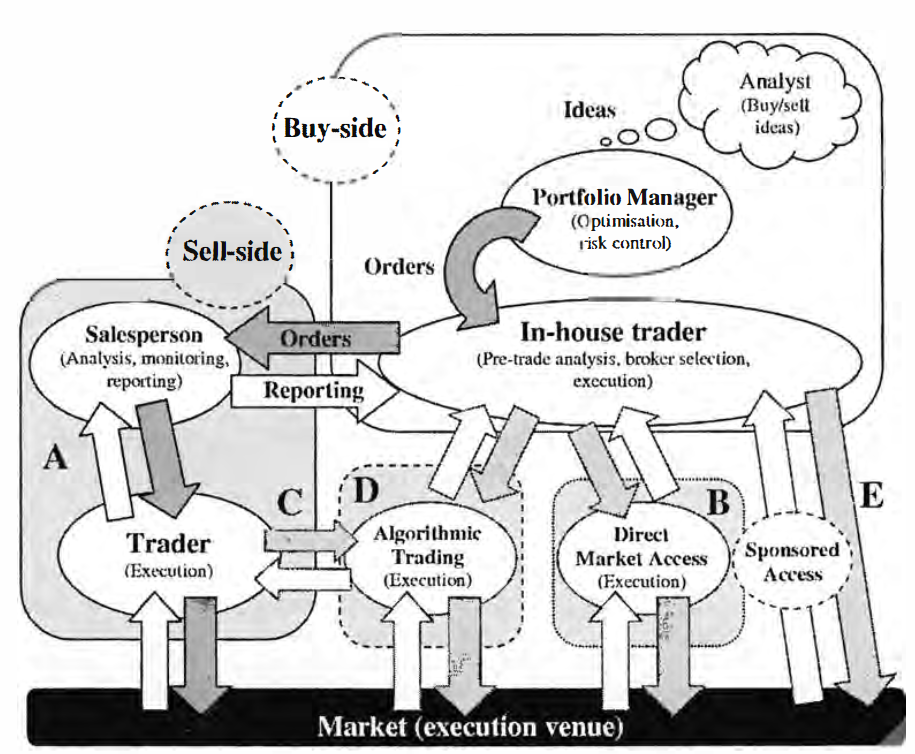 Analyst
(Buy/sell
ideas)
Ideas
Buy-side
Portfolio Manager
(Optimisation,
risk control)
Sell-side
Orders
Salesperson
(Analysis, monitoring,
reporting)
Orders
Reporting
In-house trader
(Pre-trade analysis, broker selection,
execution)
A
C
D
B
E
Trader
(Execution)
Algorithmic
Trading
(Execution)
Direct
Market Access
(Execution)
Sponsored
Access
Market (execution venue)